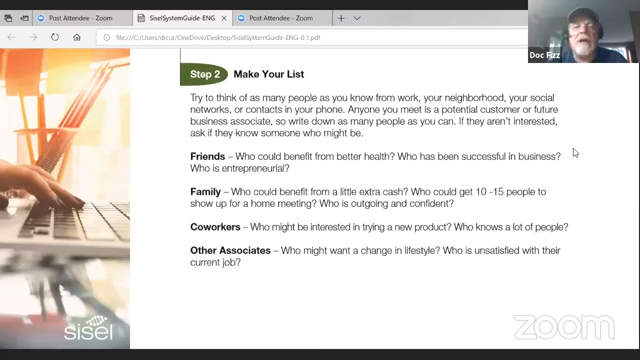 Post Attendee - Zoom
SiselSystemGuide-ENG
Post Attendee - Zoom
file:///C:/Users/drcur/OneDrive/Desktop/SiselSystemGuide-ENG-0.1.pdf
Doc Fizz
Step 2 Make Your List
Try to think of as many people as you know from work, your neighborhood, your social
networks, or contacts in your phone. Anyone you meet is a potential customer or future
business associate, so write down as many people as you can. If they aren't interested,
ask if they know someone who might be.
Friends – Who could benefit from better health? Who has been successful in business?
Who is entrepreneurial?
Family – Who could benefit from a little extra cash? Who could get 10 -15 people to
show up for a home meeting? Who is outgoing and confident?
Coworkers – Who might be interested in trying a new product? Who knows a lot of people?
Other Associates – Who might want a change in lifestyle? Who is unsatisfied with their
current job?
sisel
zoom